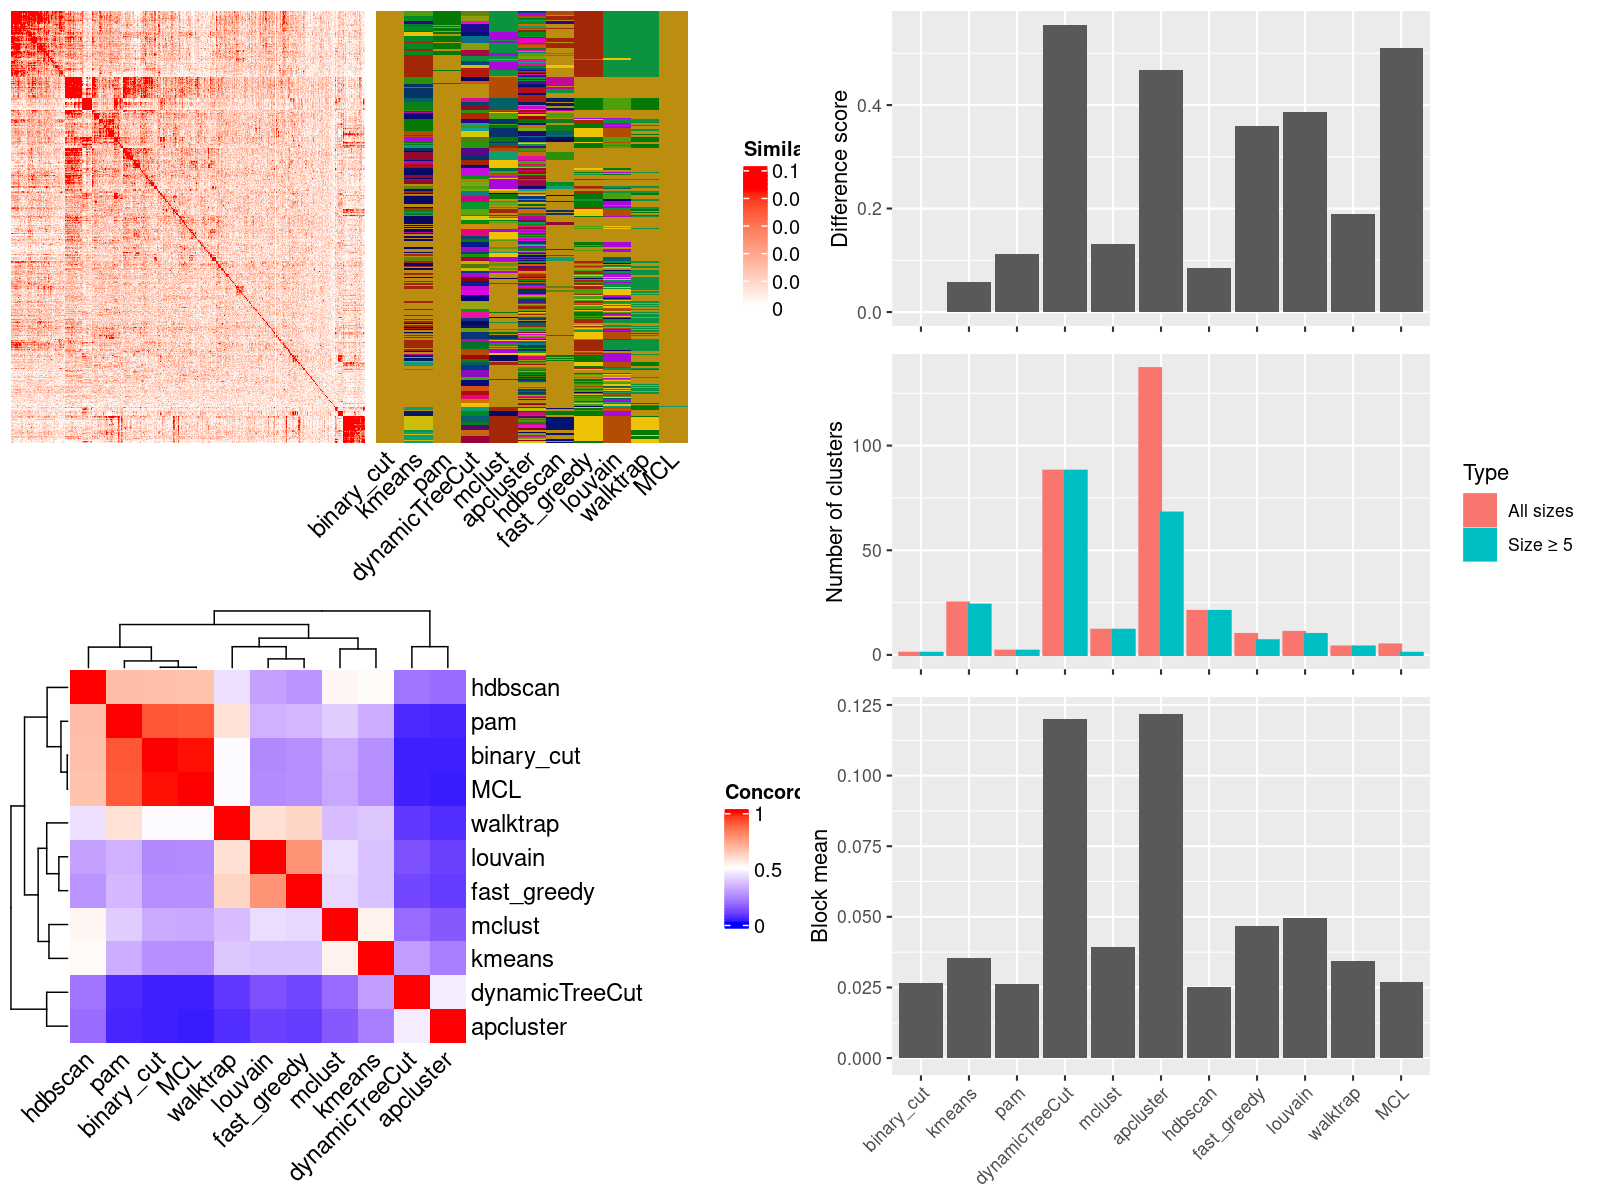 Simila
0.1
0.0
0.0
0.0
0.0
0
binary_cut
kmeans
pam
dynamicTreeCut
mclust
apcluster
hdbscan
fast_greedy
louvain
walktrap
MCL
hdbscan
pam
binary_cut
MCL
walktrap
louvain
fast_greedy
mclust
kmeans
dynamicTreeCut
apcluster
hdbscan
pam
binary_cut
MCL
walktrap
louvain
fast_greedy
mclust
kmeans
dynamicTreeCut
apcluster
Concord
1
0.5
0
Difference score
0.4
0.2
0.0
Number of clusters
100
50
0
Type
All sizes
Size ≥ 5
Block mean
0.125
0.100
0.075
0.050
0.025
0.000
binary_cut
kmeans
pam
dynamicTreeCut
mclust
apcluster
hdbscan
fast_greedy
louvain
walktrap
MCL